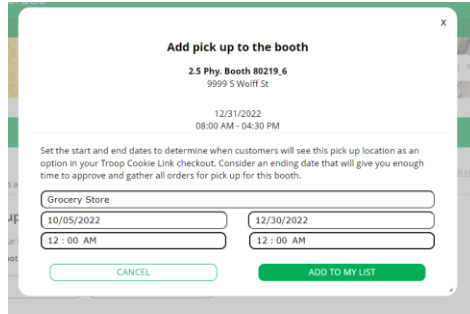 x
Add pick up to the booth
2.5 Phy. Booth 80219_6
9999 S Wolff St
12/31/2022
08:00 AM - 04:30 PM
Set the start and end dates to determine when customers will see this pick up location as an
option in your Troop Cookie Link checkout. Consider an ending date that will give you enough
time to approve and gather all orders for pick up for this booth.
Grocery Store
10/05/2022 12/30/2022
12 : 00 AM 12 : 00 AM
CANCEL ADD TO MY LIST